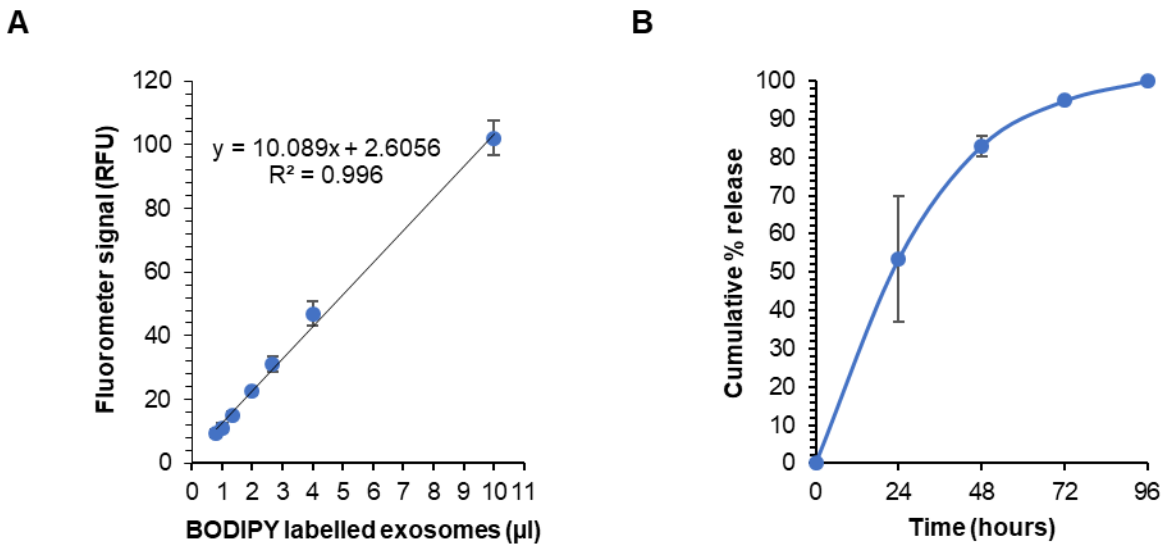 A
B
Fluorometer signal (RFU)
120
100
80
60
40
20
0
y = 10.089x + 2.6056
R² = 0.996
0 1 2 3 4 5 6 7 8 9 10 11
BODIPY labelled exosomes (µl)
Cumulative % release
100
90
80
70
60
50
40
30
20
10
0
0 24 48 72 96
Time (hours)